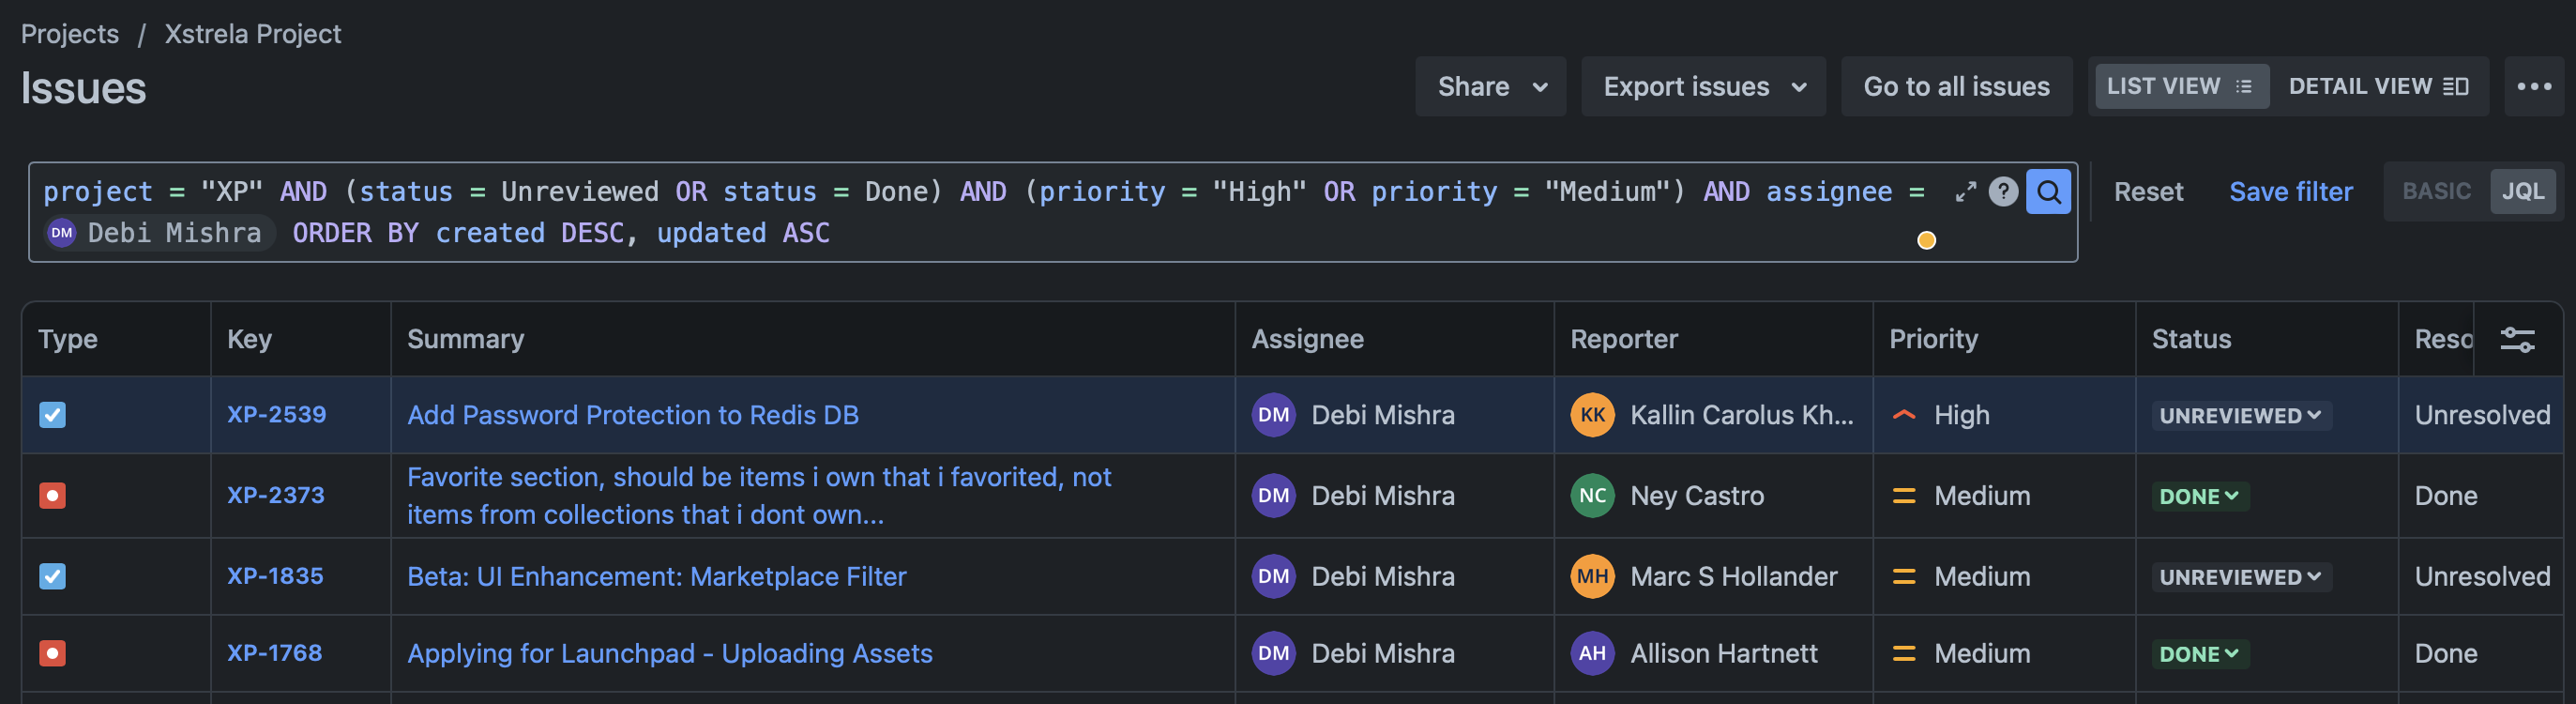 Projects / Xstrela Project
Issues
Share
Export issues
Go to all issues
LIST VIEW
DETAIL VIEW
project = "XP" AND (status = Unreviewed OR status = Done) AND (priority = "High" OR priority = "Medium") AND assignee =
DM Debi Mishra ORDER BY created DESC, updated ASC
?
Reset
Save filter
BASIC
JQL
Type Key Summary Assignee Reporter Priority Status Reso
XP-2539 Add Password Protection to Redis DB DM Debi Mishra KK Kallin Carolus Kh... High UNREVIEWED Unresolved
XP-2373 Favorite section, should be items i own that i favorited, not
items from collections that i dont own... DM Debi Mishra NC Ney Castro Medium DONE Done
XP-1835 Beta: UI Enhancement: Marketplace Filter DM Debi Mishra MH Marc S Hollander Medium UNREVIEWED Unresolved
XP-1768 Applying for Launchpad - Uploading Assets DM Debi Mishra AH Allison Hartnett Medium DONE Done